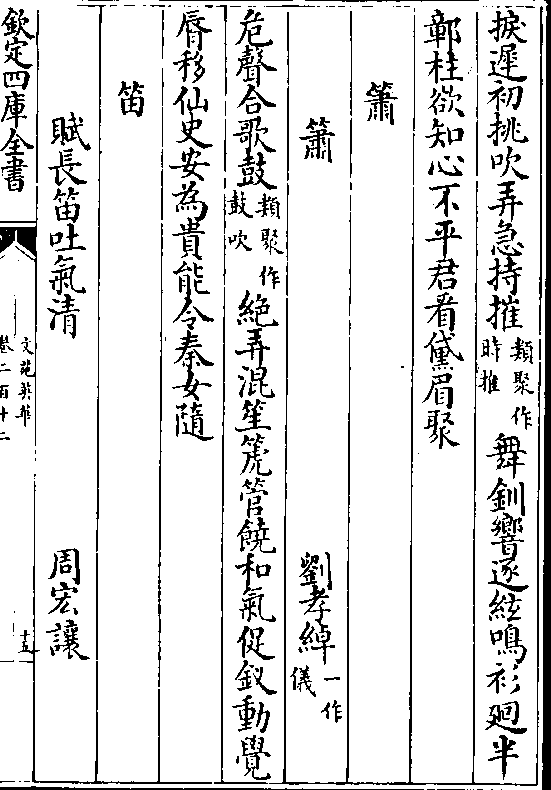 捩遲初挑吹弄急持摧類聚作時推舞釧響逐絃鳴衫廻半
鄣柱欲知心不平君看黛眉聚
簫
簫 劉孝綽一作儀
危聲合歌鼓類聚作鼓吹絶弄混笙箎管饒和氣促釵動覺
脣移仙史安為貴能令秦女隨
笛
賦長笛吐氣清 周宏讓
欽定四庫全書
文苑英華
卷二百十二
十五